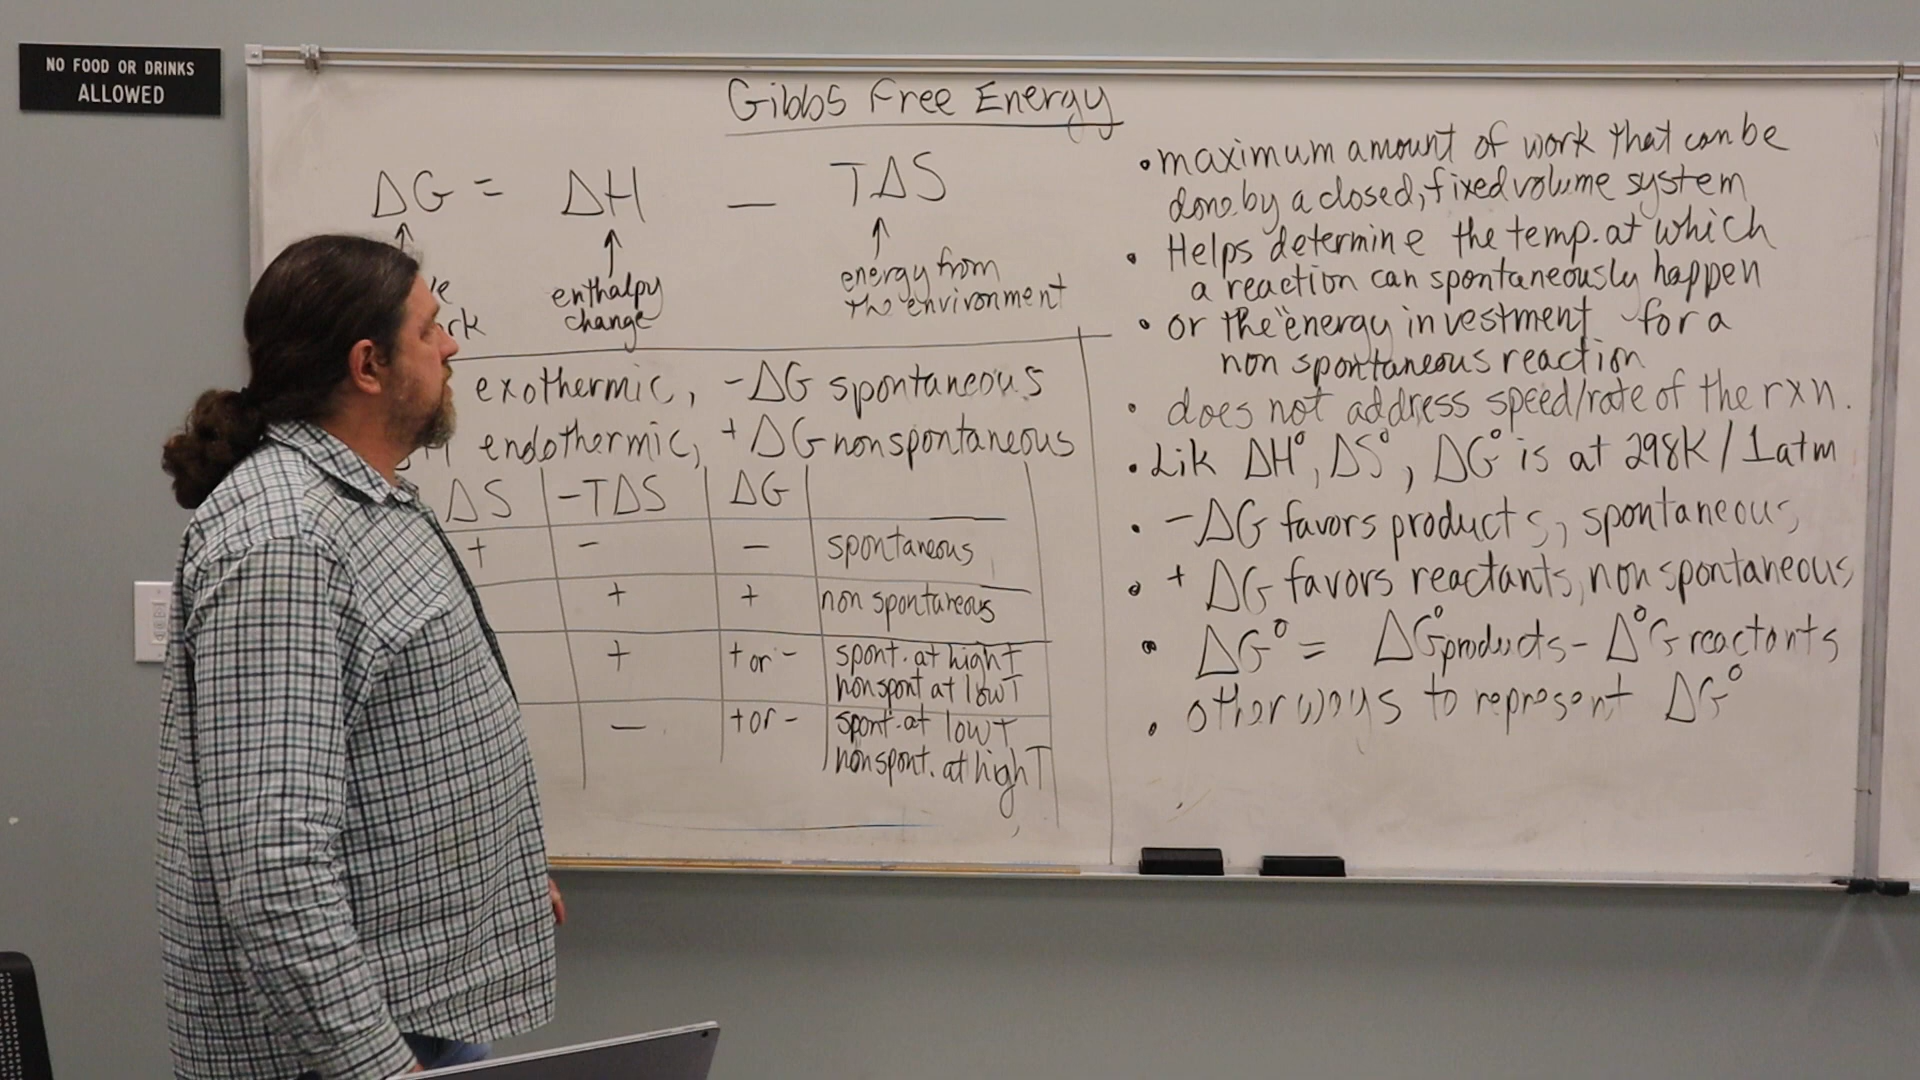 NO FOOD OR DRINKS
ALLOWED
Gibbs Free Energy
ΔG = ΔH – TΔS
enthalpy
change
energy from
the environment
exothermic, -ΔG spontaneous
endothermic, +ΔG nonspontaneous
ΔS -TΔS ΔG
+ - - spontaneous
+ + non spontaneous
+ + or - spont. at high T
nonspont at low T
- + or - spont. at low T
nonspont. at high T
• maximum amount of work that can be
done by a closed, fixed volume system
• Helps determine the temp. at which
a reaction can spontaneously happen
• or the "energy investment for a
non spontaneous reaction
• does not address speed/rate of the rxn.
• Lik ΔH°, ΔS°, ΔG° is at 298K / 1atm
• -ΔG favors products, spontaneous
• + ΔG favors reactants, non spontaneous
• ΔG° = ΔG°products - Δ°G reactants
• other ways to represent ΔG°